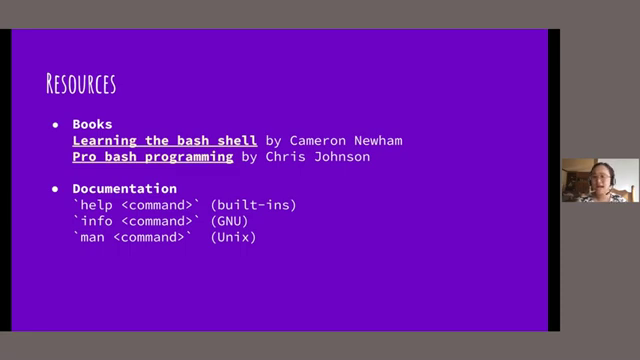 RESOURCES
● Books
Learning the bash shell by Cameron Newham
Pro bash programming by Chris Johnson
● Documentation
`help <command>` (built-ins)
`info <command>` (GNU)
`man <command>` (Unix)